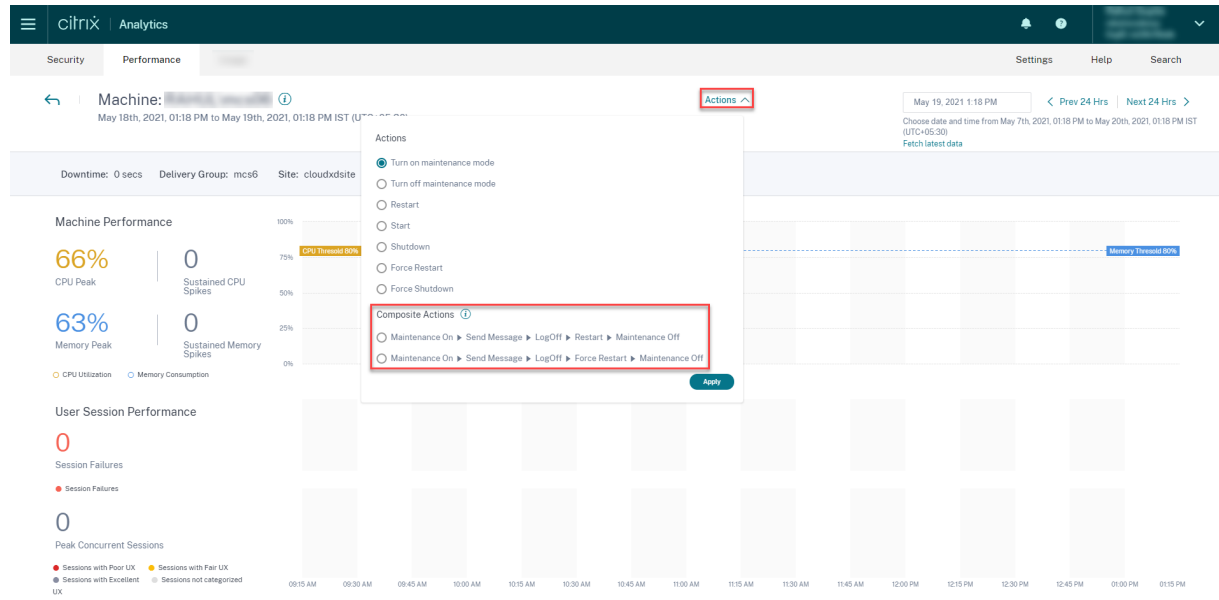 citrix | Analytics
Security Performance
Settings Help Search
Machine:
Actions
May 18th, 2021, 01:18 PM to May 19th, 2021, 01:18 PM IST
May 19, 2021 1:18 PM
Prev 24 Hrs | Next 24 Hrs
Choose date and time from May 7th, 2021, 01:18 PM to May 20th, 2021, 01:18 PM IST
(UTC+05:30)
Fetch latest data
Actions
Turn on maintenance mode
Turn off maintenance mode
Restart
Start
Shutdown
Force Restart
Force Shutdown
Composite Actions
Maintenance On ▶ Send Message ▶ LogOff ▶ Restart ▶ Maintenance Off
Maintenance On ▶ Send Message ▶ LogOff ▶ Force Restart ▶ Maintenance Off
Apply
Downtime: 0 secs Delivery Group: mcs6 Site: cloudxdsite
Machine Performance
66%
CPU Peak
0
Sustained CPU
Spikes
63%
Memory Peak
0
Sustained Memory
Spikes
CPU Utilization Memory Consumption
100%
75%
50%
25%
0%
CPU Thresold 80%
Memory Thresold 80%
User Session Performance
0
Session Failures
Session Failures
0
Peak Concurrent Sessions
Sessions with Poor UX Sessions with Fair UX
Sessions with Excellent Sessions not categorized
UX
09:15 AM 09:30 AM 09:45 AM 10:00 AM 10:15 AM 10:30 AM 10:45 AM 11:00 AM 11:15 AM 11:30 AM 11:45 AM 12:00 PM 12:15 PM 12:30 PM 12:45 PM 01:00 PM 01:15 PM